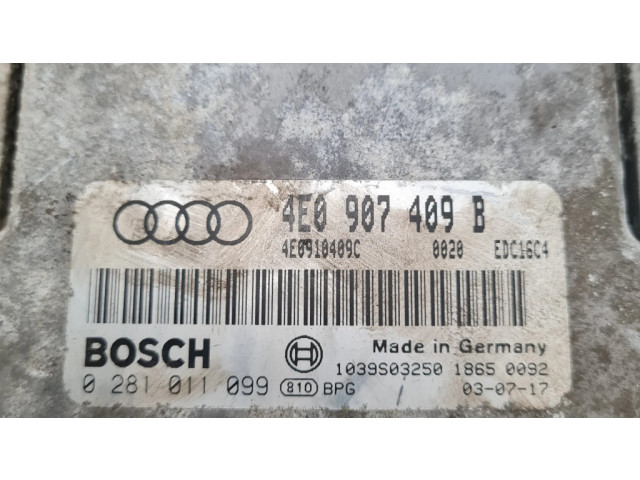 4E0 907 409 B
4E0910409C 0020 EDC16C4
BOSCH
Made in Germany
1039S03250 1865 0092
0 281 011 099 810 BPG 03-07-17